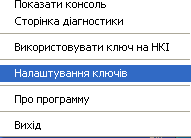 Показати консоль
Сторінка діагностики
Використовувати ключ на НКІ
Налаштування ключів
Про программу
Вихід